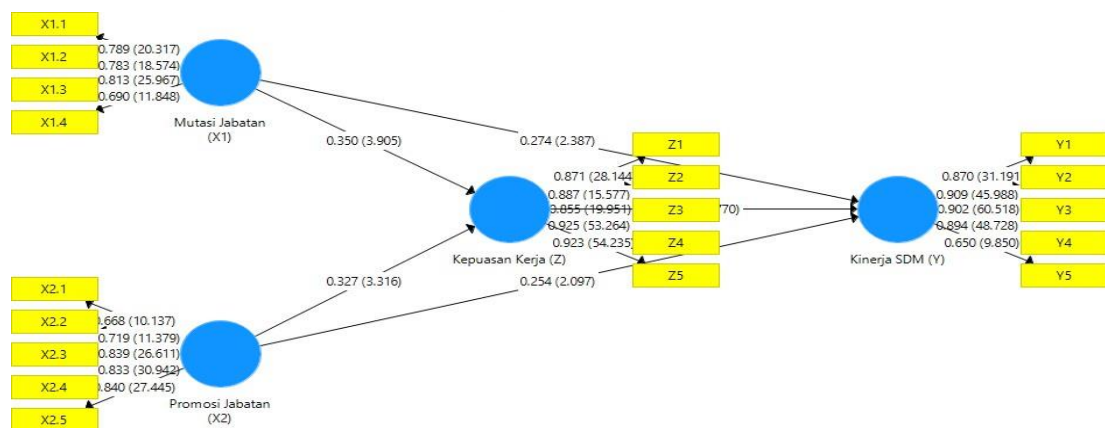 X1.1
X1.2
X1.3
X1.4
0.789 (20.317)
0.783 (18.574)
0.813 (25.967)
0.690 (11.848)
Mutasi Jabatan
(X1)
0.350 (3.905)
0.274 (2.387)
Z1
Z2
Z3
Z4
Z5
0.871 (28.144
0.887 (15.577)
0.855 (19.951)
70)
0.925 (53.264)
0.923 (54.235)
Kepuasan Kerja (Z)
Y1
Y2
Y3
Y4
Y5
0.870 (31.191
0.909 (45.988)
0.902 (60.518)
0.894 (48.728)
0.650 (9.850)
Kinerja SDM (Y)
0.327 (3.316)
0.254 (2.097)
X2.1
X2.2
X2.3
X2.4
X2.5
.668 (10.137)
0.719 (11.379)
0.839 (26.611)
0.833 (30.942)
0.840 (27.445)
Promosi Jabatan
(X2)